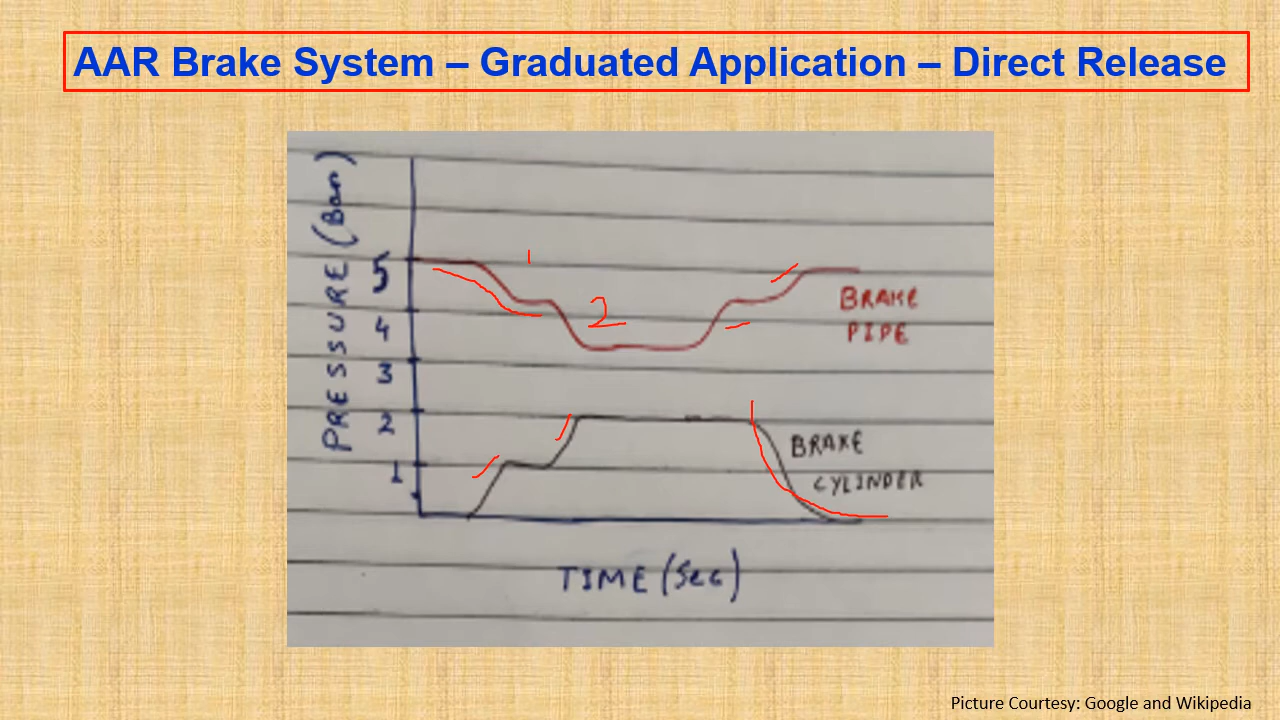 AAR Brake System – Graduated Application – Direct Release
PRESSURE (Bar)
5
4
3
2
1
1
2
BRAKE
PIPE
BRAKE
CYLINDER
TIME (Sec)
Picture Courtesy: Google and Wikipedia